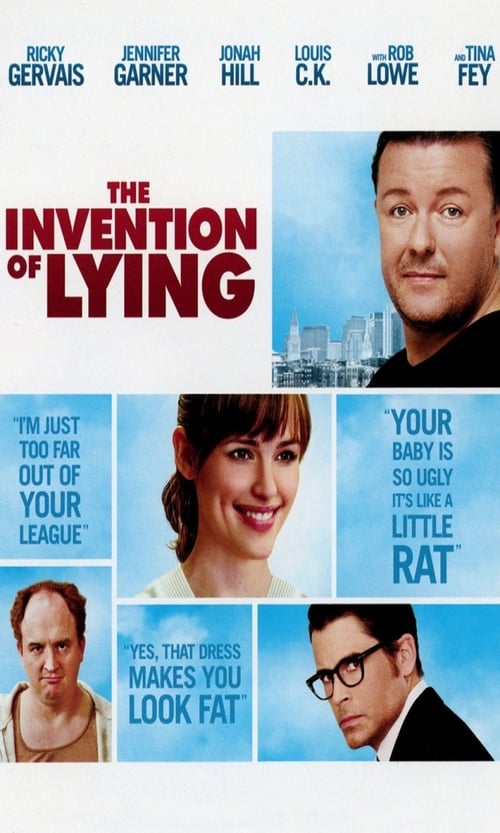 RICKY
GERVAIS
JENNIFER
GARNER
JONAH
HILL
LOUIS
C.K.
WITH ROB
LOWE
AND TINA
FEY
THE
INVENTION
OF LYING
"I'M JUST
TOO FAR
OUT OF
YOUR
LEAGUE"
"YOUR
BABY IS
SO UGLY
IT'S LIKE A
LITTLE
RAT"
"YES, THAT DRESS
MAKES YOU
LOOK FAT"